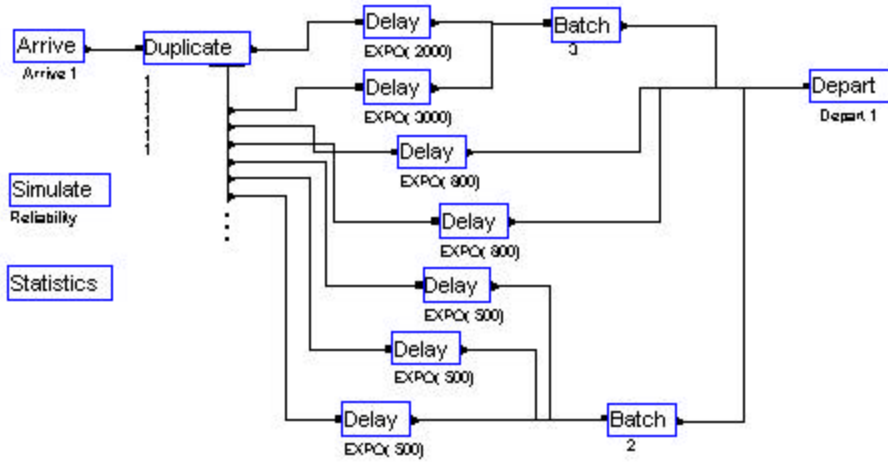 Arrive
Arrive 1
Duplicate
1
1
1
1
1
1
Delay
EXPO( 2000)
Batch
3
Delay
EXPO( 3000)
Depart
Depart 1
Delay
EXPO( 800)
Simulate
Reliability
Delay
EXPO( 800)
Statistics
Delay
EXPO( 500)
Delay
EXPO( 500)
Delay
EXPO( 500)
Batch
2